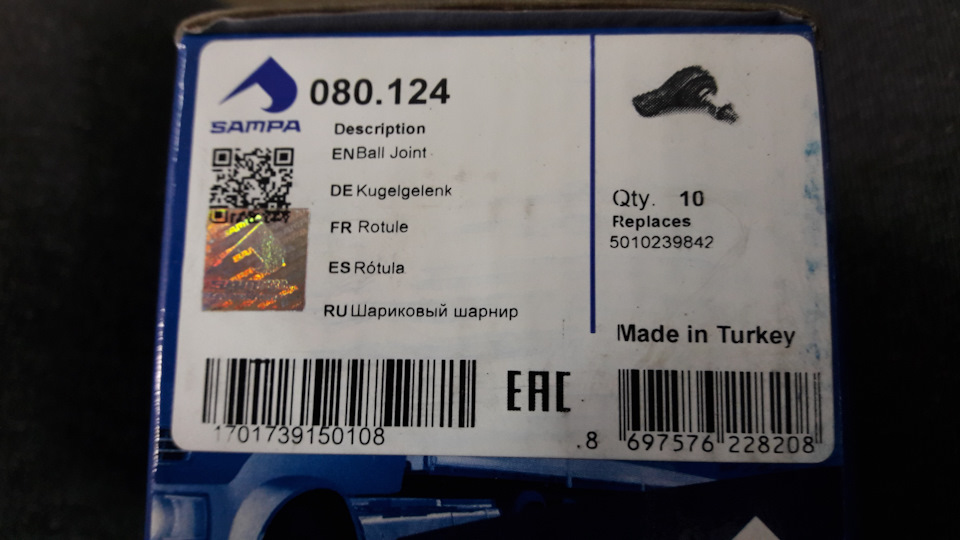 080.124
SAMPA
Description
EN Ball Joint
DE Kugelgelenk
FR Rotule
ES Rótula
RU Шариковый шарнир
Qty. 10
Replaces
5010239842
Made in Turkey
EAC
1701739150108
.8 697576 228208